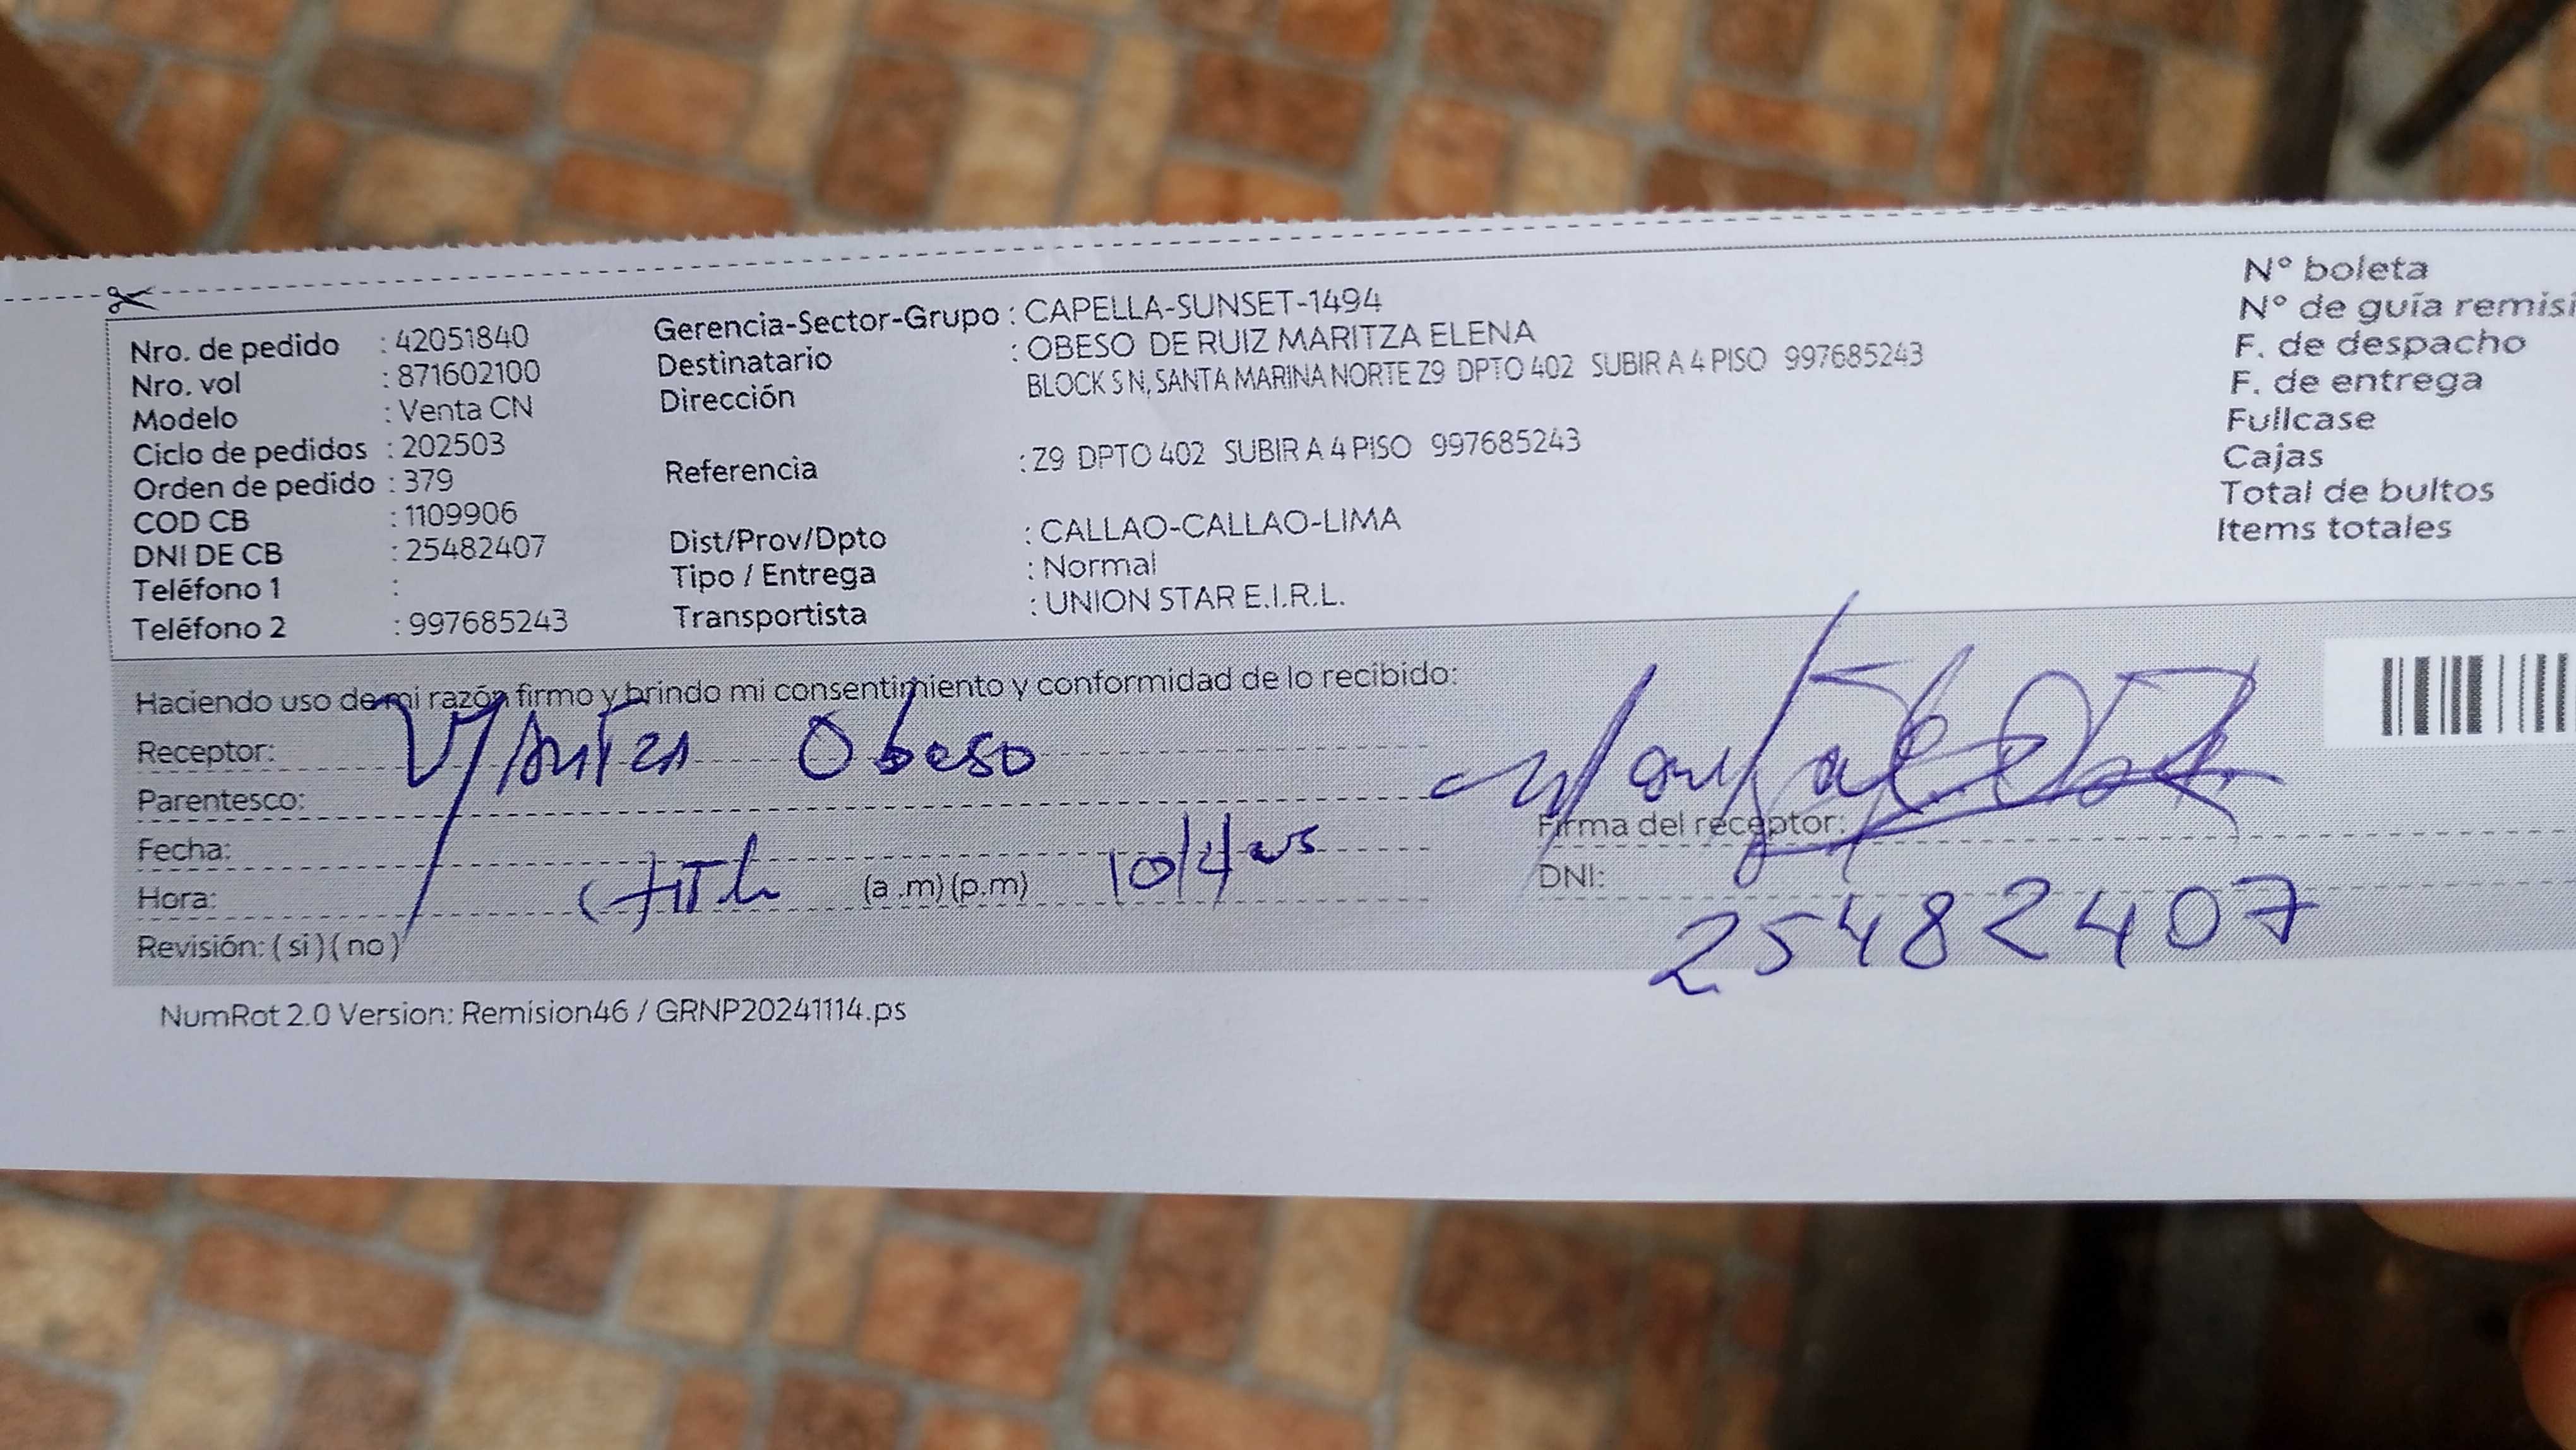 Nro. de pedido : 42051840
Nro. vol : 871602100
Modelo : Venta CN
Ciclo de pedidos : 202503
Orden de pedido : 379
COD CB : 1109906
DNI DE CB : 25482407
Teléfono 1 :
Teléfono 2 : 997685243
Gerencia-Sector-Grupo : CAPELLA-SUNSET-1494
Destinatario : OBESO DE RUIZ MARITZA ELENA
Dirección BLOCK S N, SANTA MARINA NORTE Z9 DPTO 402 SUBIR A 4 PISO 997685243
Referencia : Z9 DPTO 402 SUBIR A 4 PISO 997685243
Dist/Prov/Dpto : CALLAO-CALLAO-LIMA
Tipo / Entrega : Normal
Transportista : UNION STAR E.I.R.L.
N° boleta
N° de guía remisi
F. de despacho
F. de entrega
Fullcase
Cajas
Total de bultos
Items totales
Haciendo uso de mi razón firmo y brindo mi consentimiento y conformidad de lo recibido:
Receptor: Obeso
Parentesco:
Fecha:
Hora: (a .m) (p.m) 10/4
Revisión: ( si ) ( no )
Firma del receptor:
DNI:
25482407
NumRot 2.0 Version: Remision46 / GRNP20241114.ps